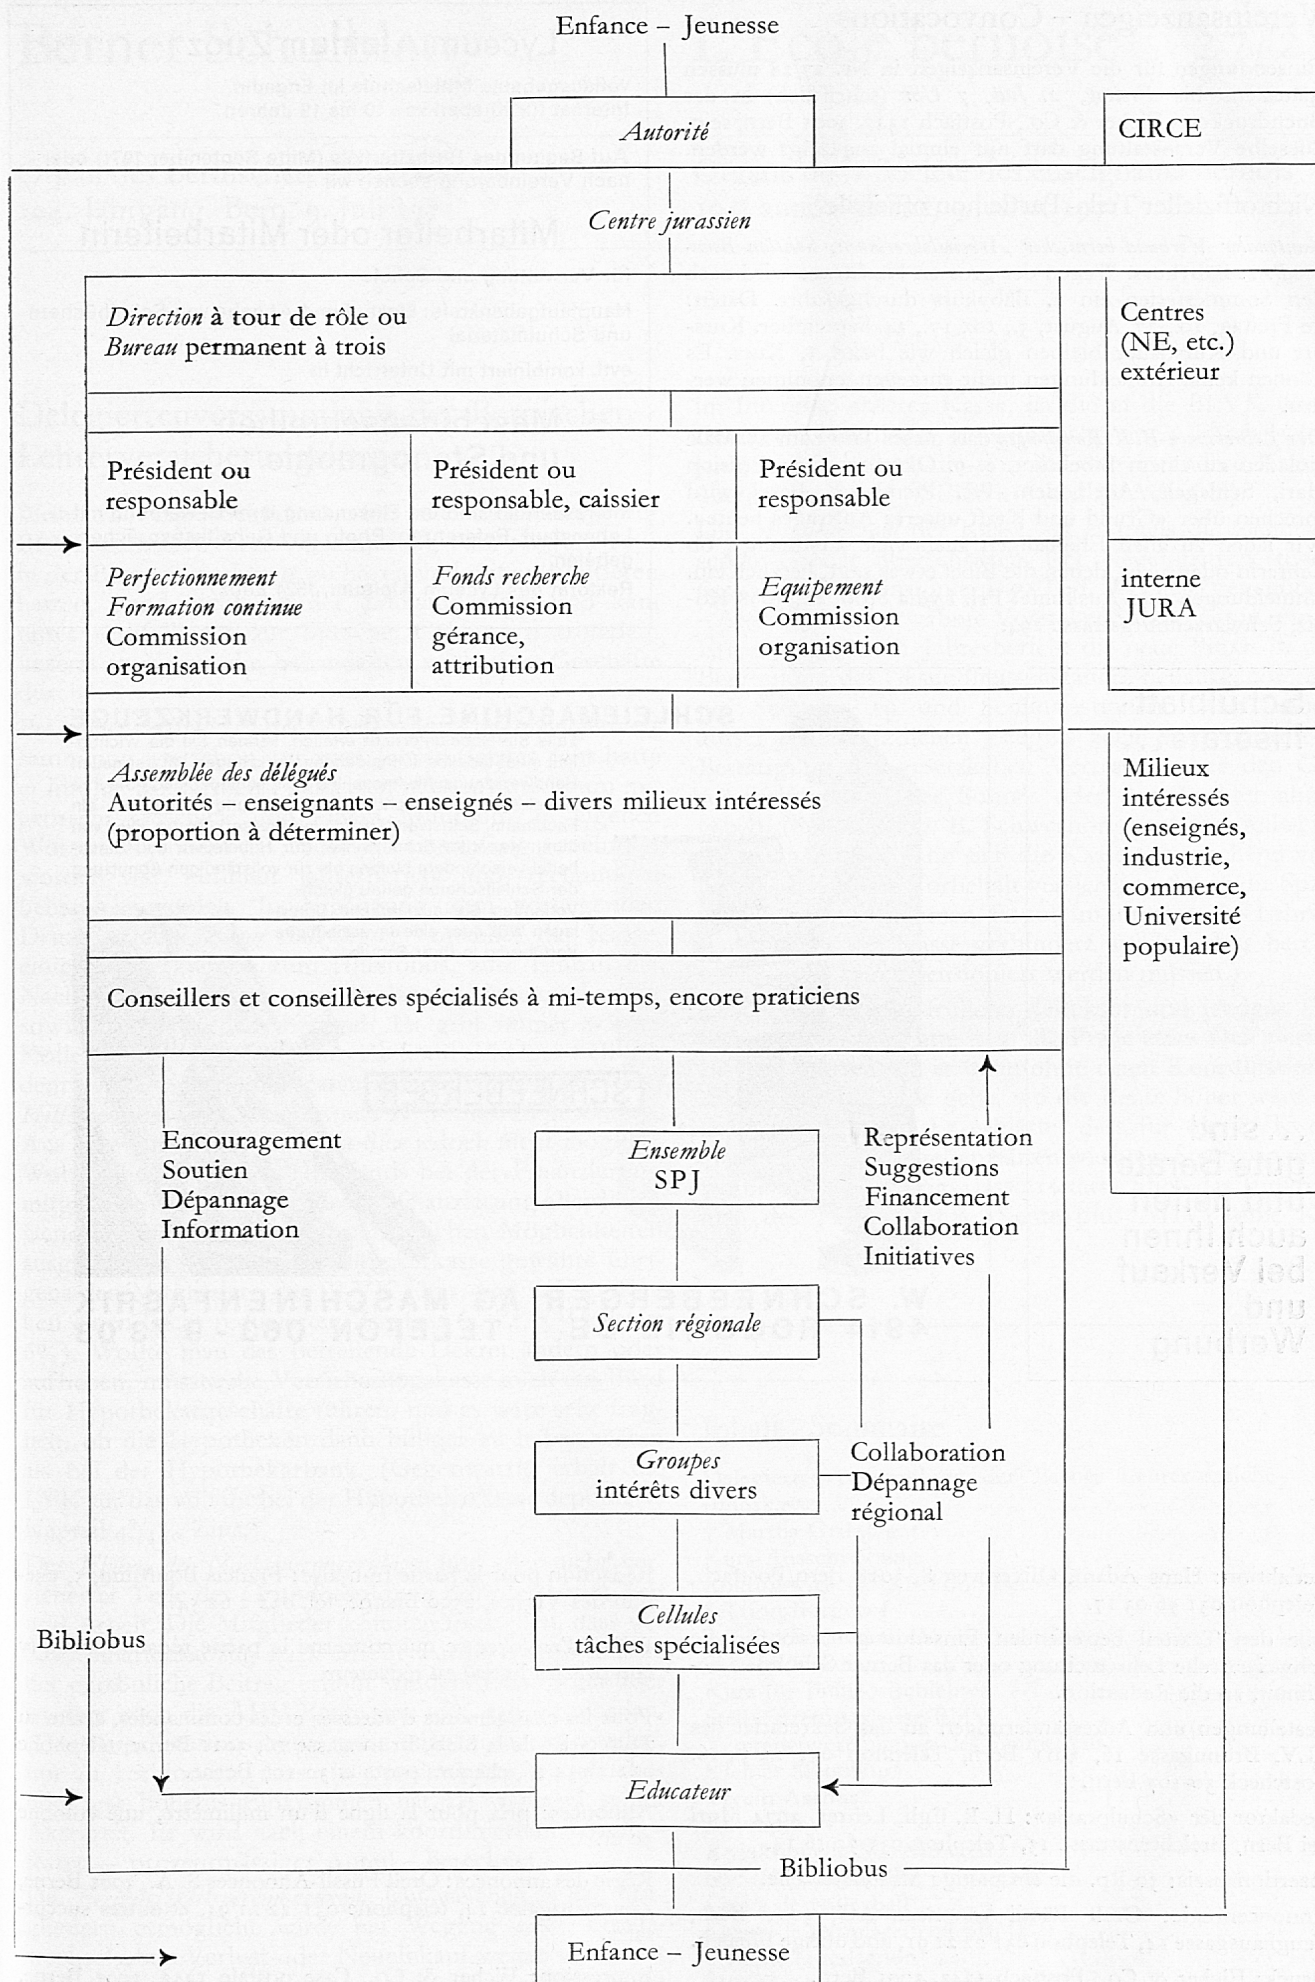 Enfance – Jeunesse
Autorité
CIRCE
Centre jurassien
Direction à tour de rôle ou
Bureau permanent à trois
Centres
(NE, etc.)
extérieur
Président ou
responsable
Président ou
responsable, caissier
Président ou
responsable
Perfectionnement
Formation continue
Commission
organisation
Fonds recherche
Commission
gérance,
attribution
Equipement
Commission
organisation
interne
JURA
Assemblée des délégués
Autorités – enseignants – enseignés – divers milieux intéressés
(proportion à déterminer)
Milieux
intéressés
(enseignés,
industrie,
commerce,
Université
populaire)
Conseillers et conseillères spécialisés à mi-temps, encore praticiens
Encouragement
Soutien
Dépannage
Information
Ensemble
SPJ
Représentation
Suggestions
Financement
Collaboration
Initiatives
Section régionale
Groupes
intérêts divers
Collaboration
Dépannage
régional
Cellules
tâches spécialisées
Bibliobus
Educateur
Bibliobus
Enfance – Jeunesse